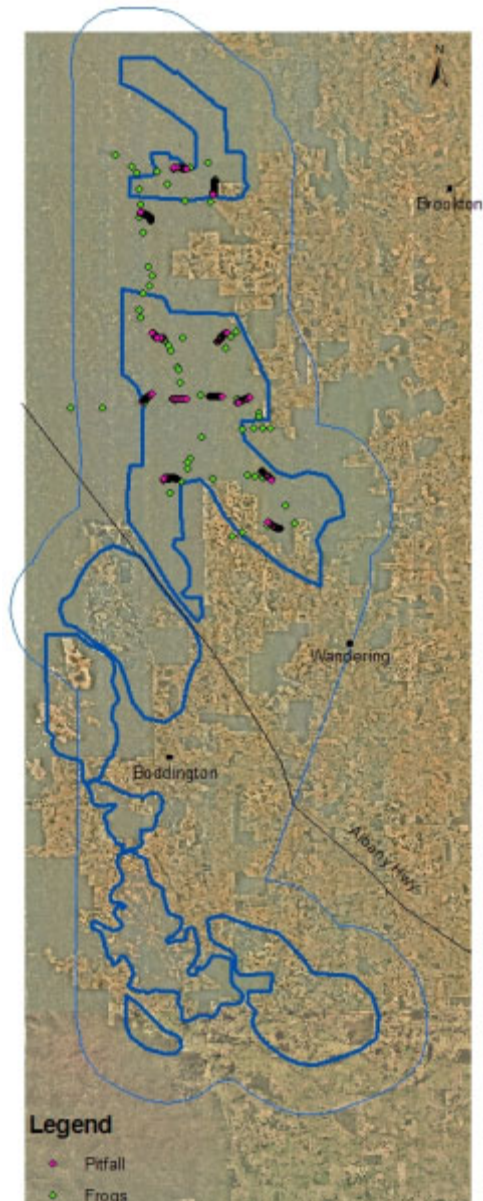 N
Brookton
Wandering
Boddington
Albany Hwy
Legend
Pitfall
Frogs